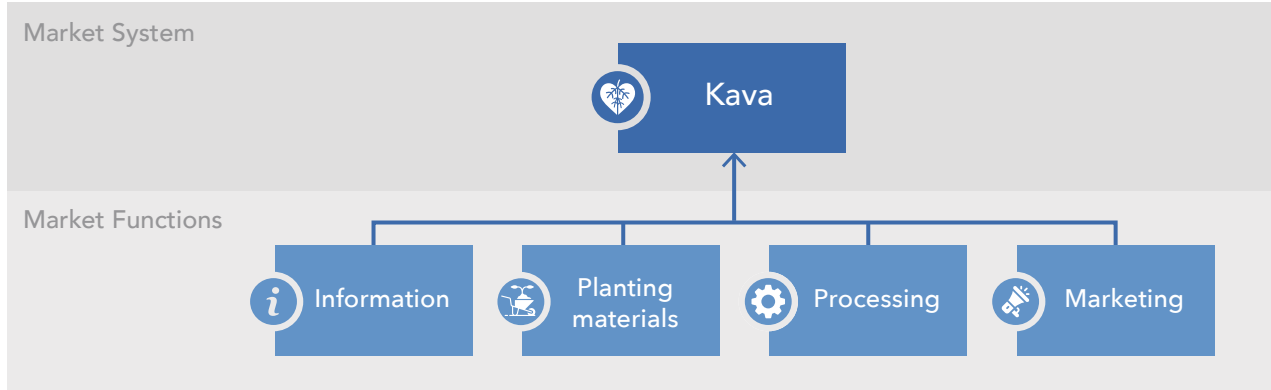 Market System
Kava
Market Functions
Information
Planting
materials
Processing
Marketing